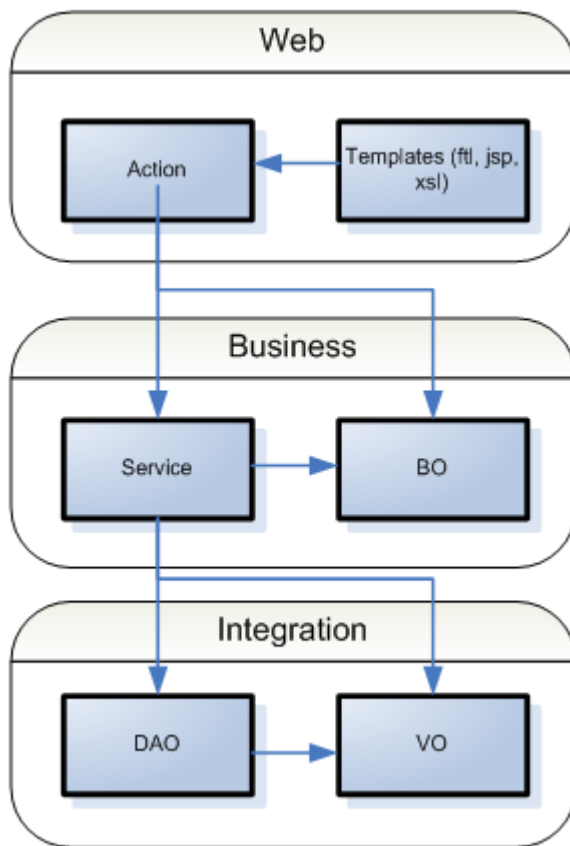 Web
Action
Templates (ftl, jsp,
xsl)
Business
Service
BO
Integration
DAO
VO